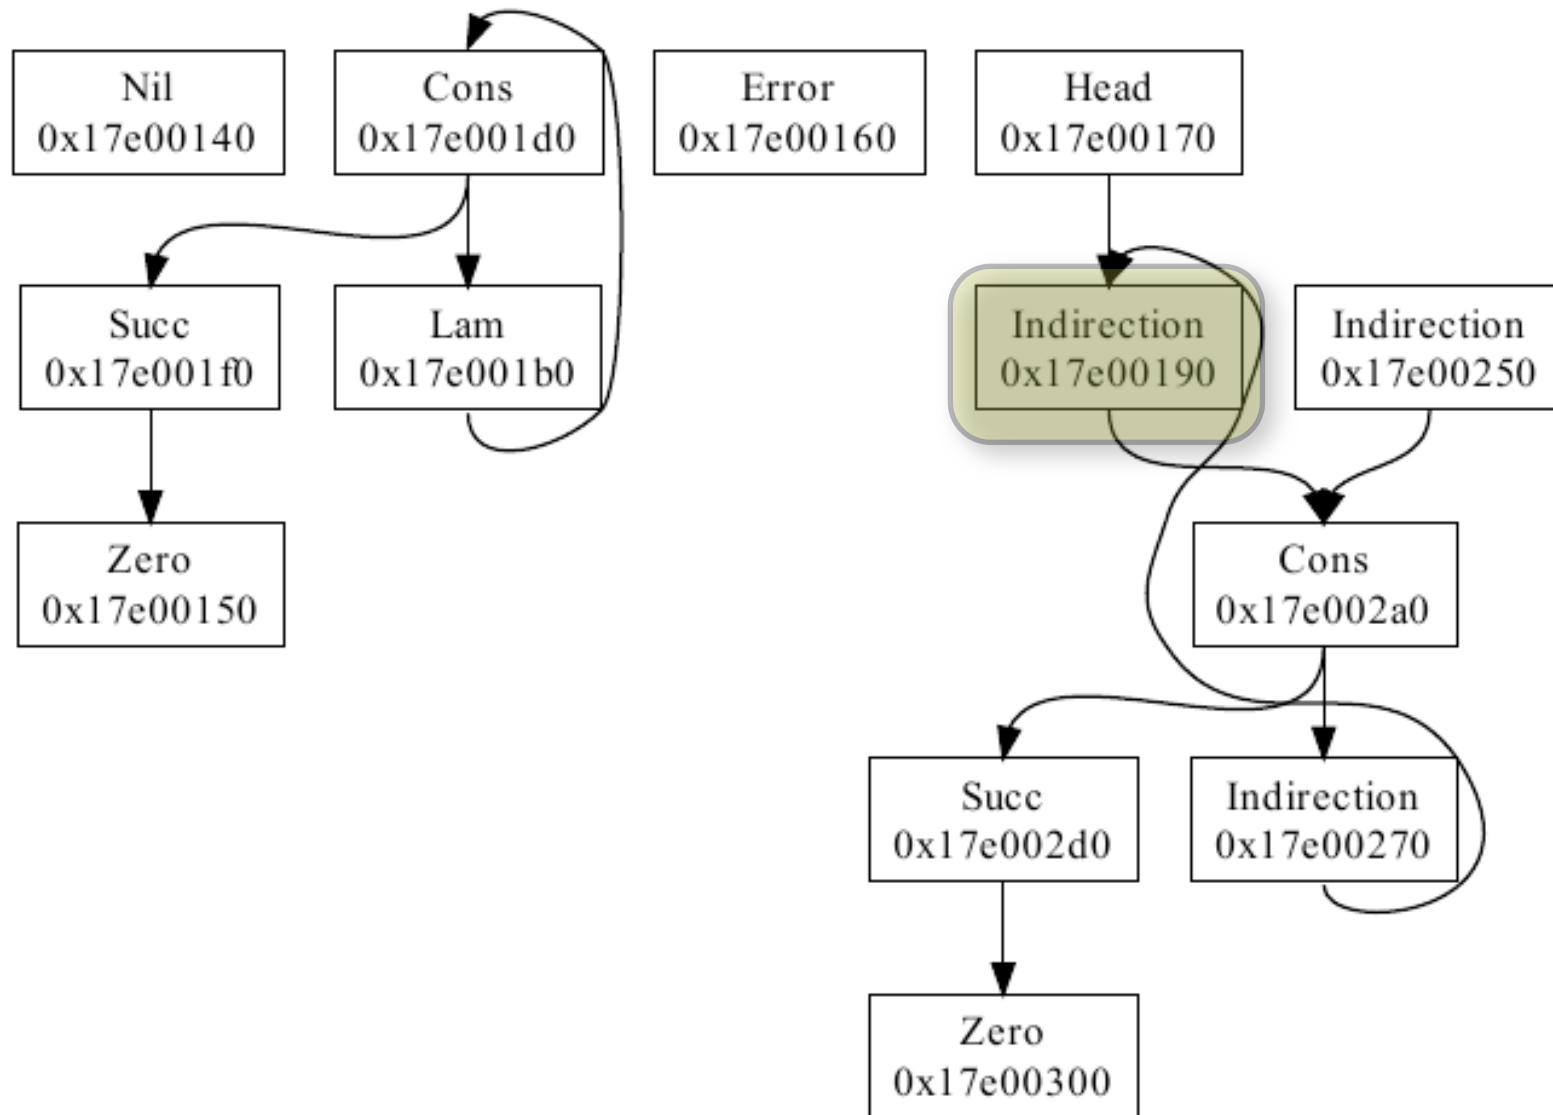 Nil
0x17e00140
Cons
0x17e001d0
Error
0x17e00160
Head
0x17e00170
Succ
0x17e001f0
Lam
0x17e001b0
Indirection
0x17e00190
Indirection
0x17e00250
Zero
0x17e00150
Cons
0x17e002a0
Succ
0x17e002d0
Indirection
0x17e00270
Zero
0x17e00300